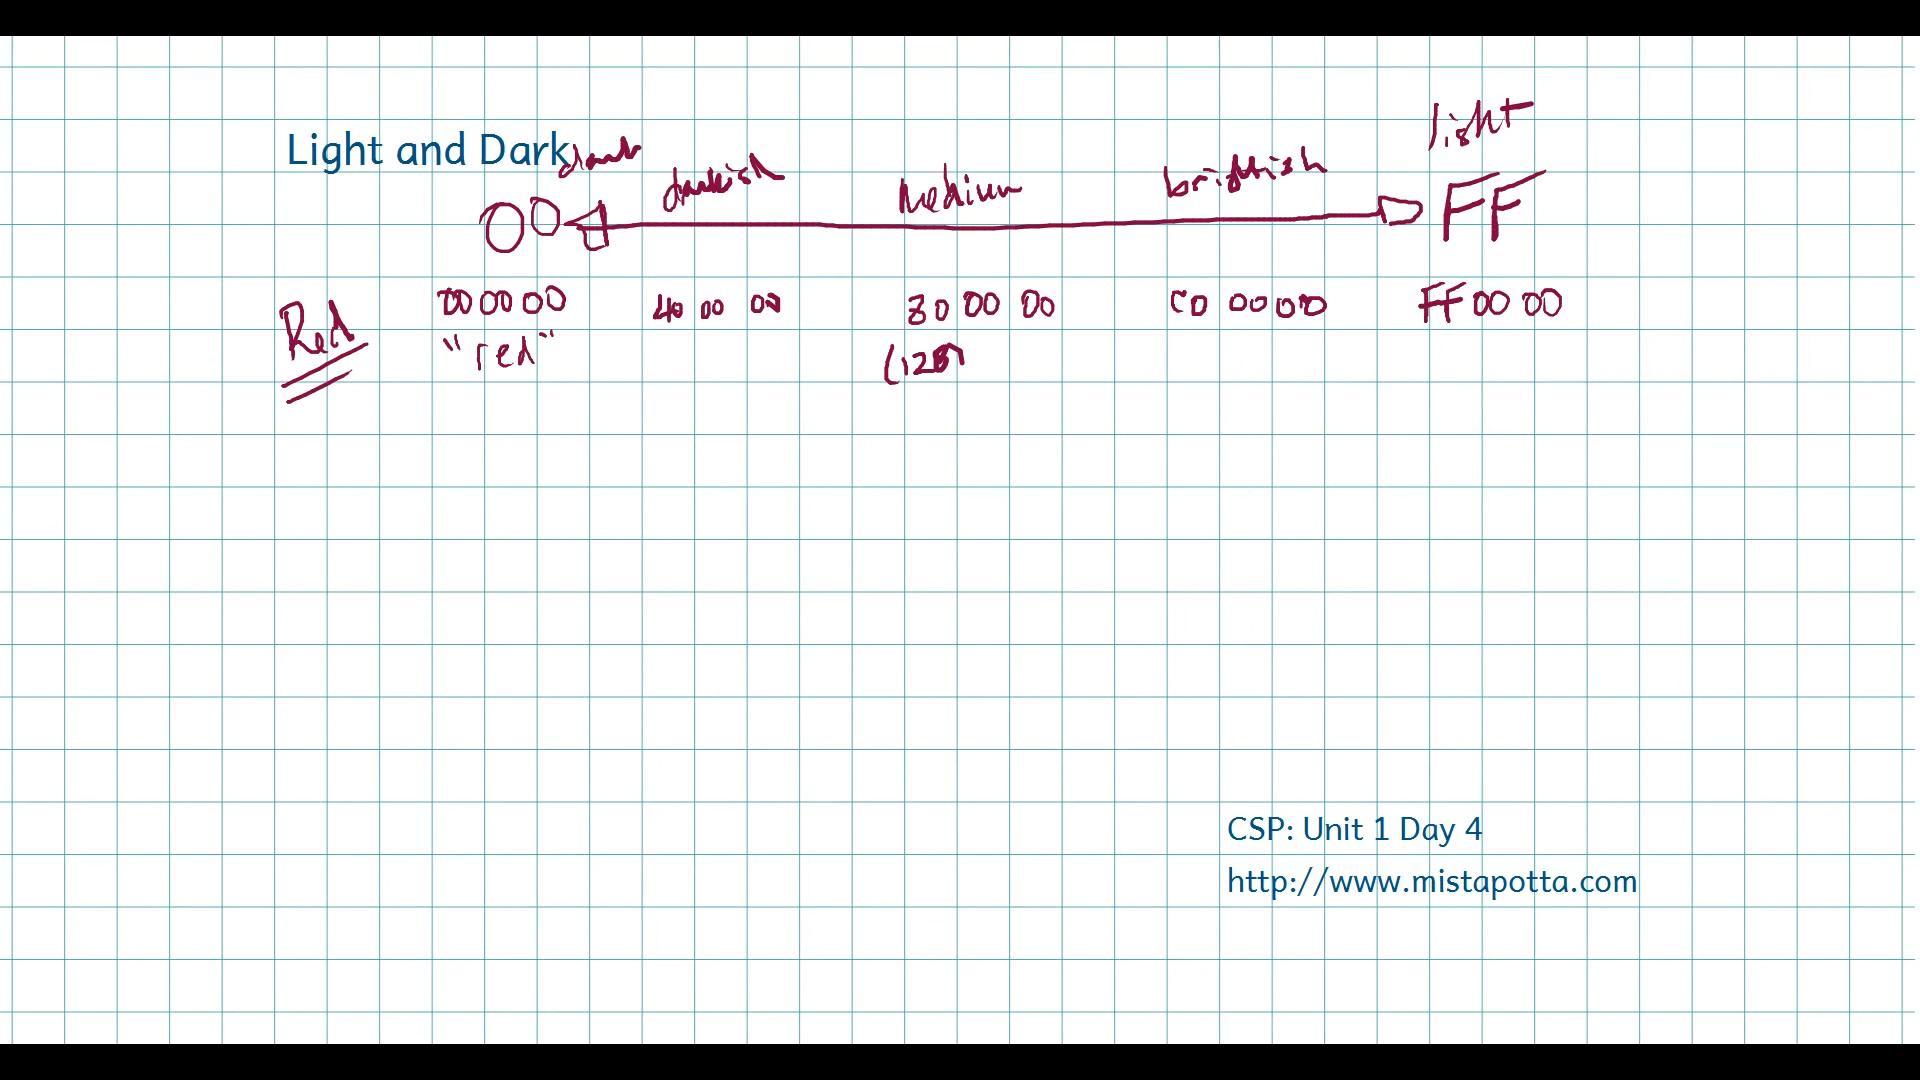 light
Light and Dark dark
darkish medium brightish
00 FF
Red 00 00 00 40 00 00 80 00 00 C0 00 00 FF 00 00
"red" (128)
CSP: Unit 1 Day 4
http://www.mistapotta.com